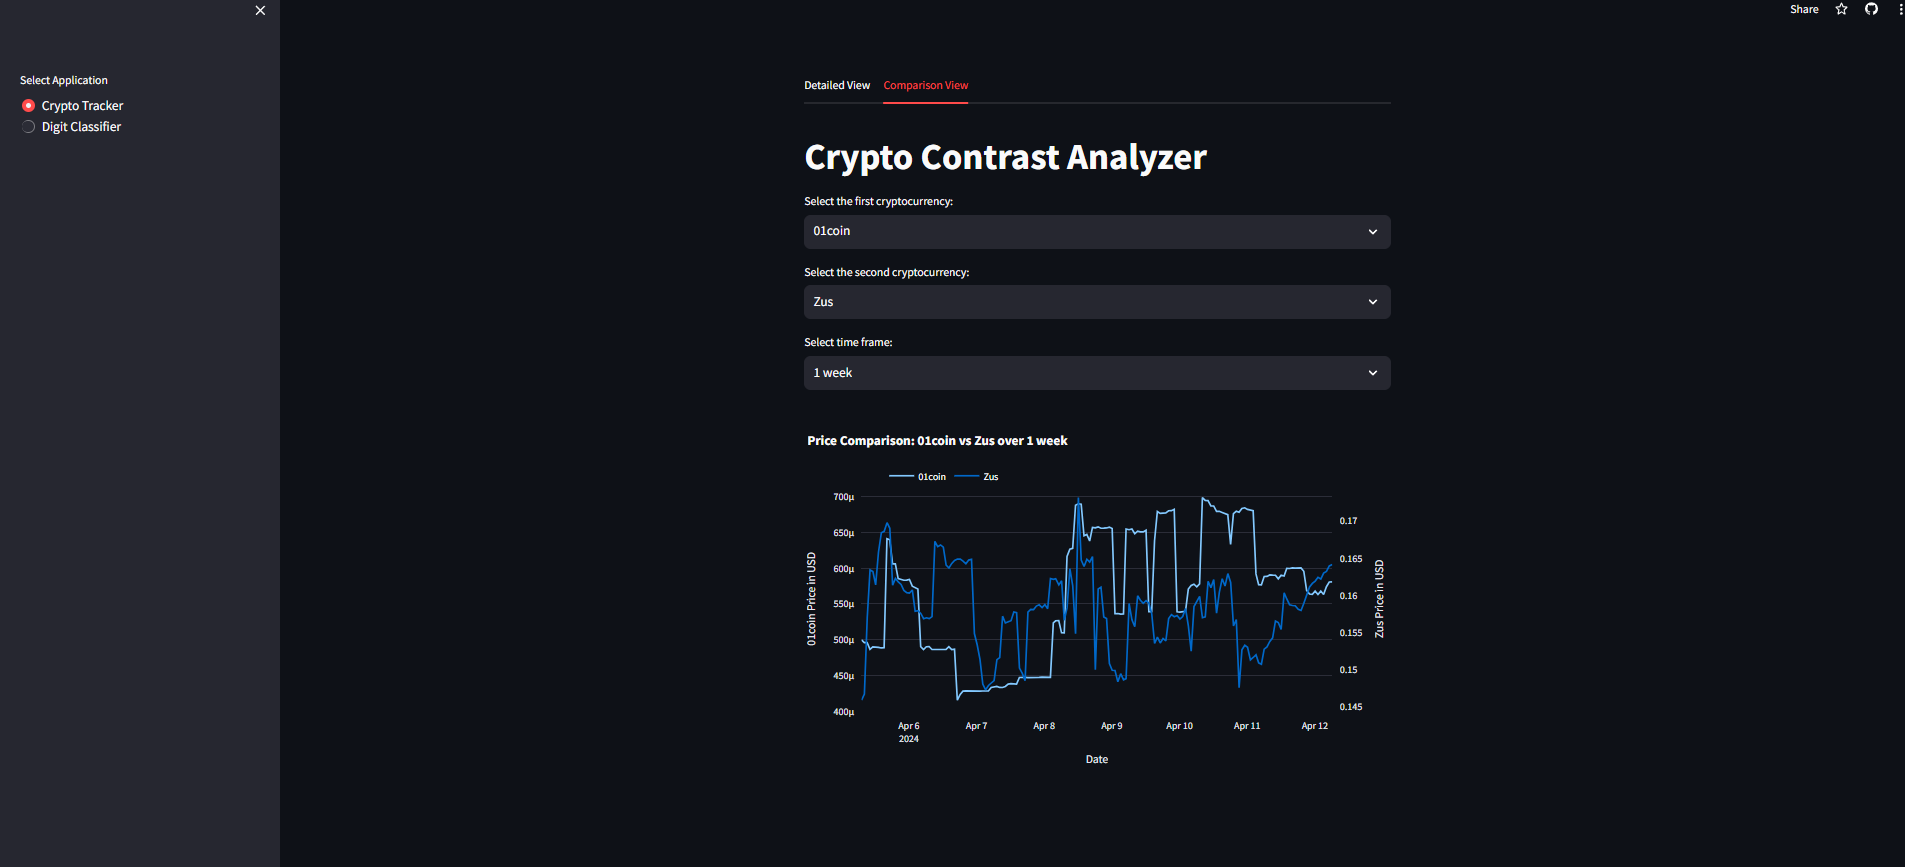 Share
Select Application
Crypto Tracker
Digit Classifier
Detailed View Comparison View
Crypto Contrast Analyzer
Select the first cryptocurrency:
01coin
Select the second cryptocurrency:
Zus
Select time frame:
1 week
Price Comparison: 01coin vs Zus over 1 week
01coin Zus
01coin Price in USD
700μ
650μ
600μ
550μ
500μ
450μ
400μ
0.17
0.165
0.16
0.155
0.15
0.145
Zus Price in USD
Apr 6 Apr 7 Apr 8 Apr 9 Apr 10 Apr 11 Apr 12
2024
Date